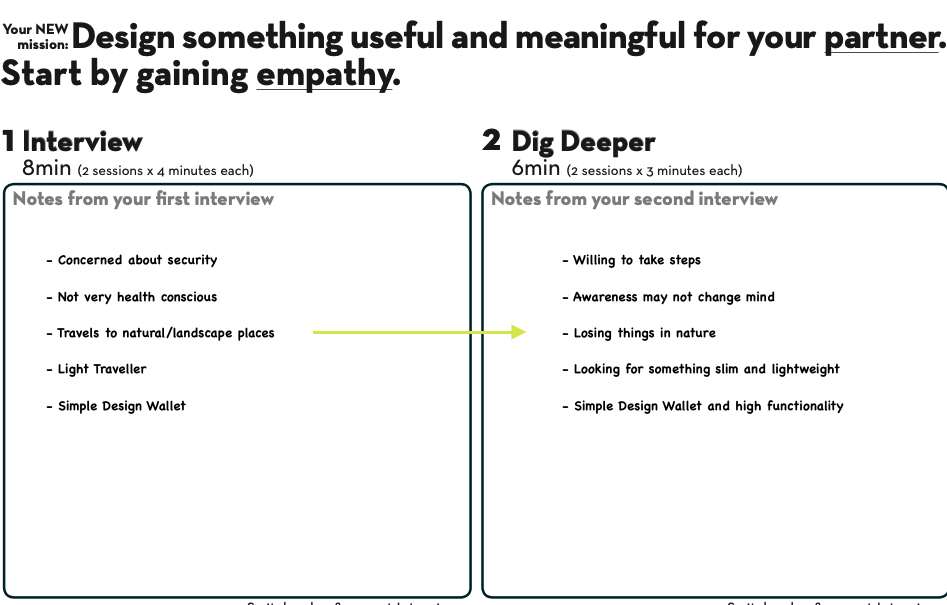 Your NEW
mission:
Design something useful and meaningful for your partner.
Start by gaining empathy.
1 Interview
8min (2 sessions x 4 minutes each)
Notes from your first interview
- Concerned about security
- Not very health conscious
- Travels to natural/landscape places
- Light Traveller
- Simple Design Wallet
2 Dig Deeper
6min (2 sessions x 3 minutes each)
Notes from your second interview
- Willing to take steps
- Awareness may not change mind
- Losing things in nature
- Looking for something slim and lightweight
- Simple Design Wallet and high functionality